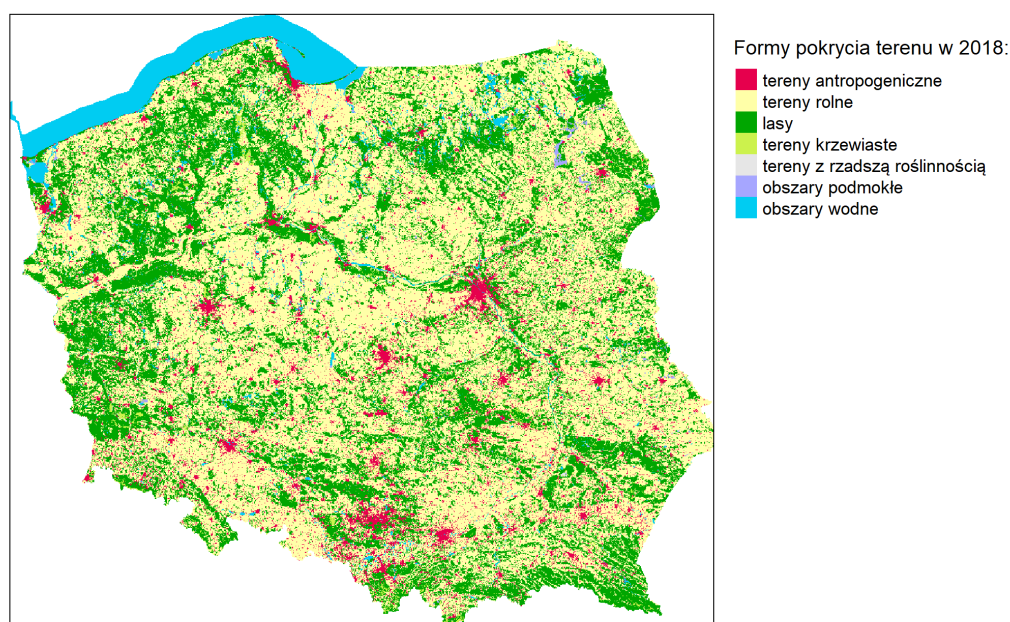 Formy pokrycia terenu w 2018:
tereny antropogeniczne
tereny rolne
lasy
tereny krzewiaste
tereny z rzadszą roślinnością
obszary podmokłe
obszary wodne